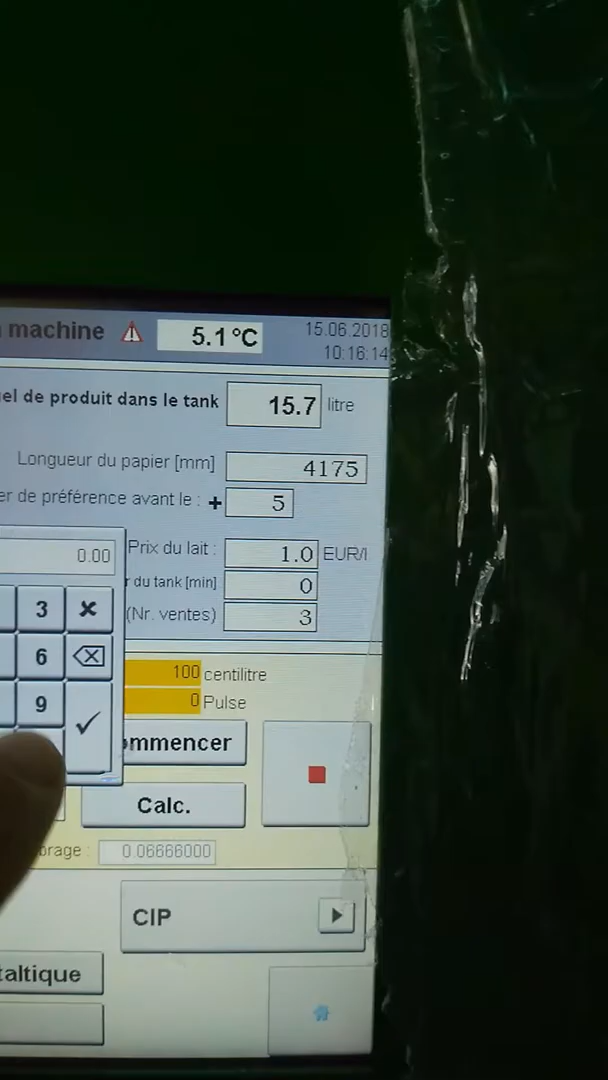 machine 5.1°C 15.06.2018
10:16:14
el de produit dans le tank 15.7 litre
Longueur du papier [mm] 4175
er de préférence avant le : + 5
0.00 Prix du lait : 1.0 EUR/l
3 r du tank [min] 0
(Nr. ventes) 3
6
100 centilitre
9 0 Pulse
ommencer
Calc.
brage : 0.06666000
CIP
taltique